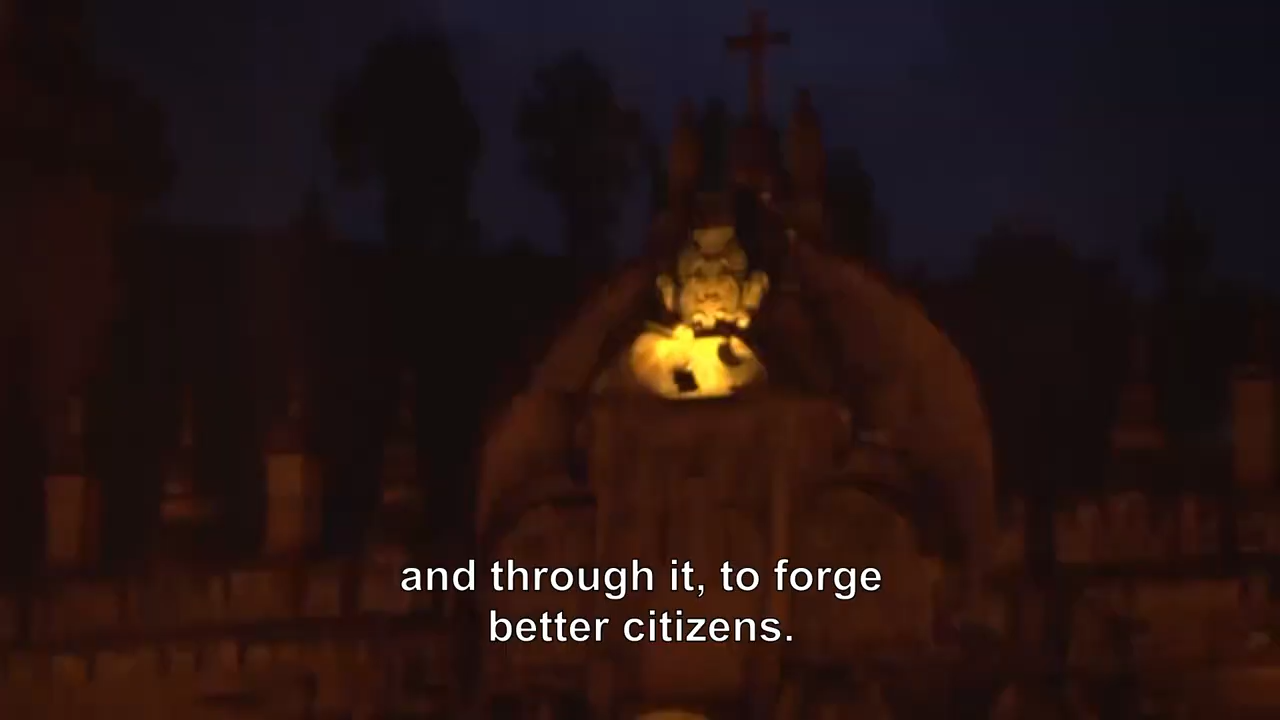 and through it, to forge
better citizens.